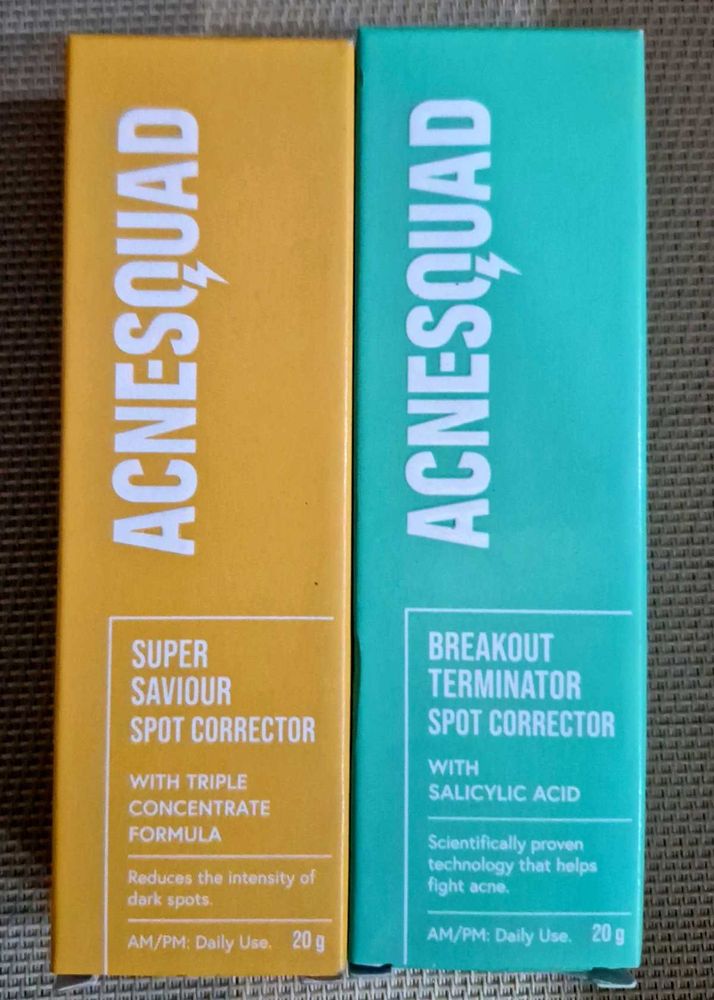 ACNESQUAD
SUPER
SAVIOUR
SPOT CORRECTOR
WITH TRIPLE
CONCENTRATE
FORMULA
Reduces the intensity of
dark spots.
AM/PM: Daily Use. 20 g
ACNESQUAD
BREAKOUT
TERMINATOR
SPOT CORRECTOR
WITH
SALICYLIC ACID
Scientifically proven
technology that helps
fight acne.
AM/PM: Daily Use. 20 g